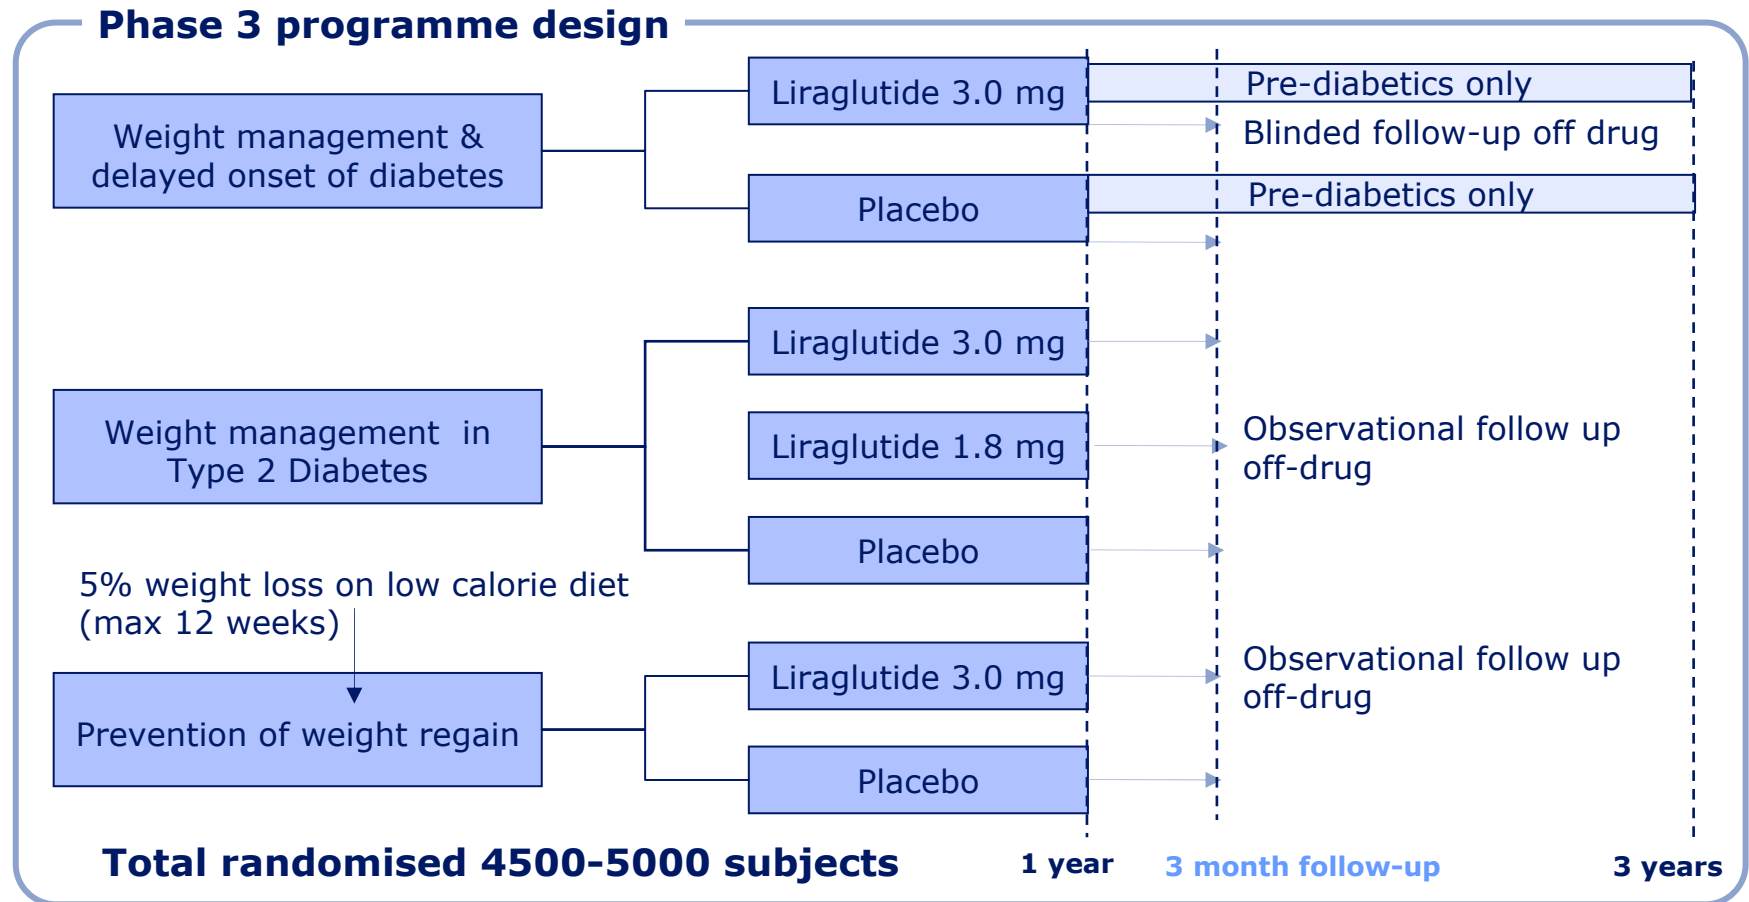 Phase 3 programme design
Weight management &
delayed onset of diabetes
Liraglutide 3.0 mg
Pre-diabetics only
Blinded follow-up off drug
Placebo
Pre-diabetics only
Weight management  in
Type 2 Diabetes
Liraglutide 3.0 mg
Liraglutide 1.8 mg
Placebo
Observational follow up
off-drug
5% weight loss on low calorie diet
(max 12 weeks)
Prevention of weight regain
Liraglutide 3.0 mg
Placebo
Observational follow up
off-drug
Total randomised 4500-5000 subjects
1 year
3 month follow-up
3 years